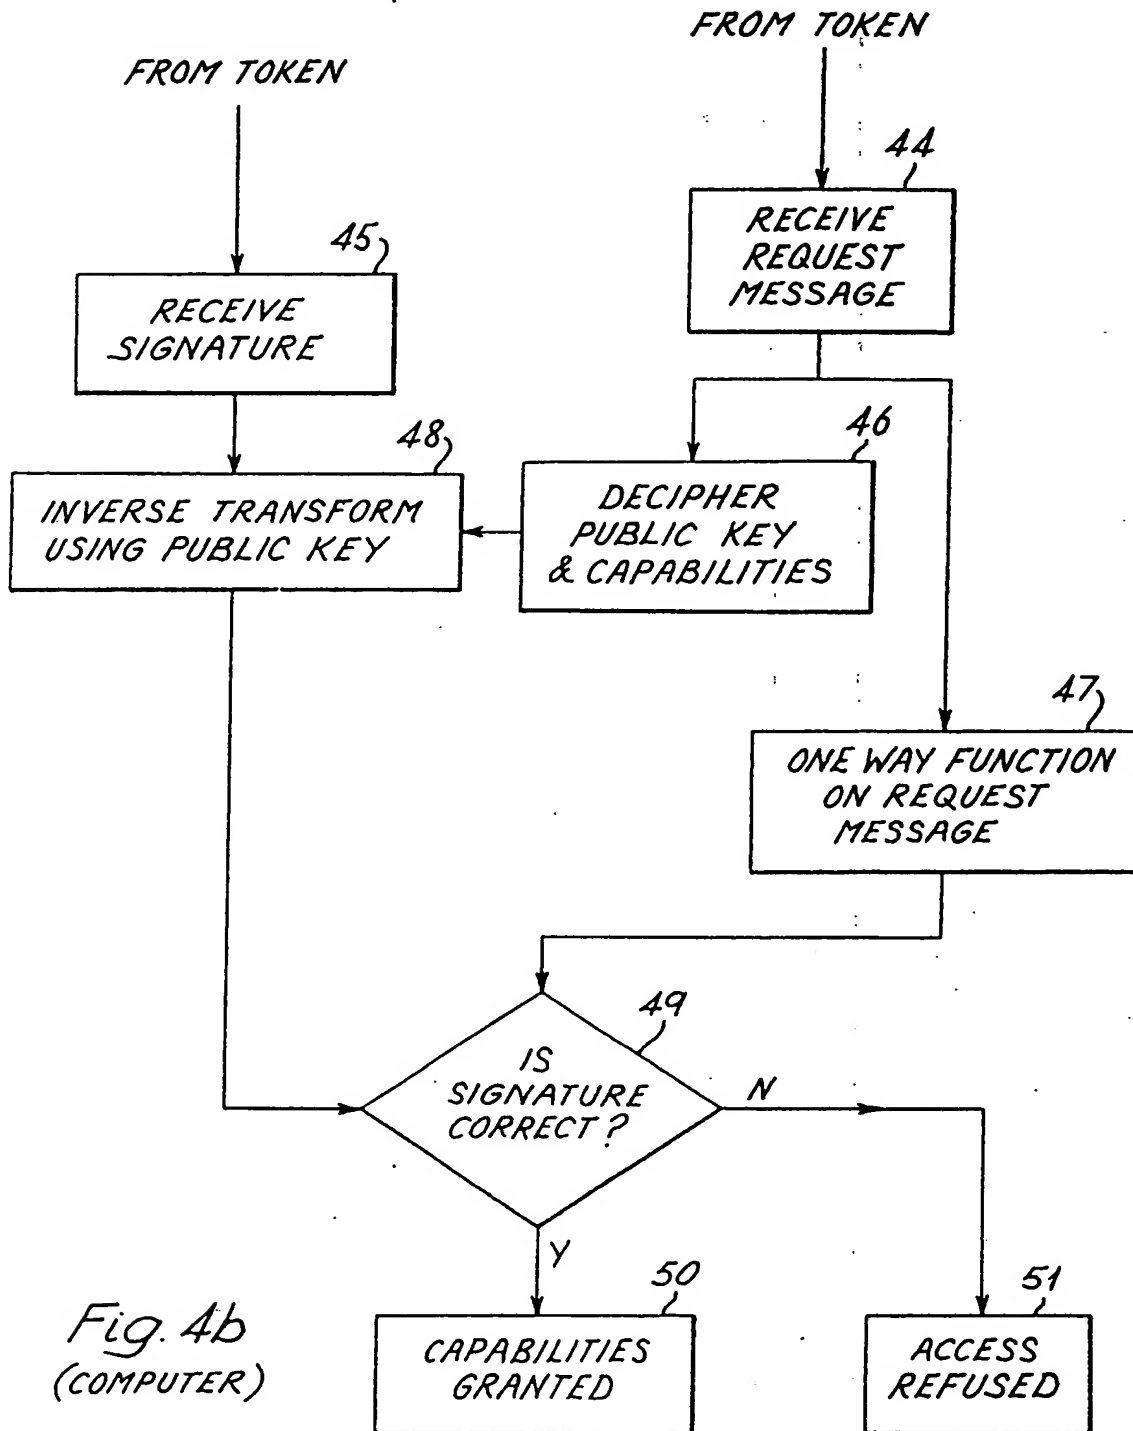 FROM TOKEN
FROM TOKEN
44
RECEIVE
REQUEST
MESSAGE
45
RECEIVE
SIGNATURE
46
DECIPHER
PUBLIC KEY
& CAPABILITIES
48
INVERSE TRANSFORM
USING PUBLIC KEY
47
ONE WAY FUNCTION
ON REQUEST
MESSAGE
49
IS
SIGNATURE
CORRECT?
N
Y
50
CAPABILITIES
GRANTED
51
ACCESS
REFUSED
Fig. 4b
(COMPUTER)